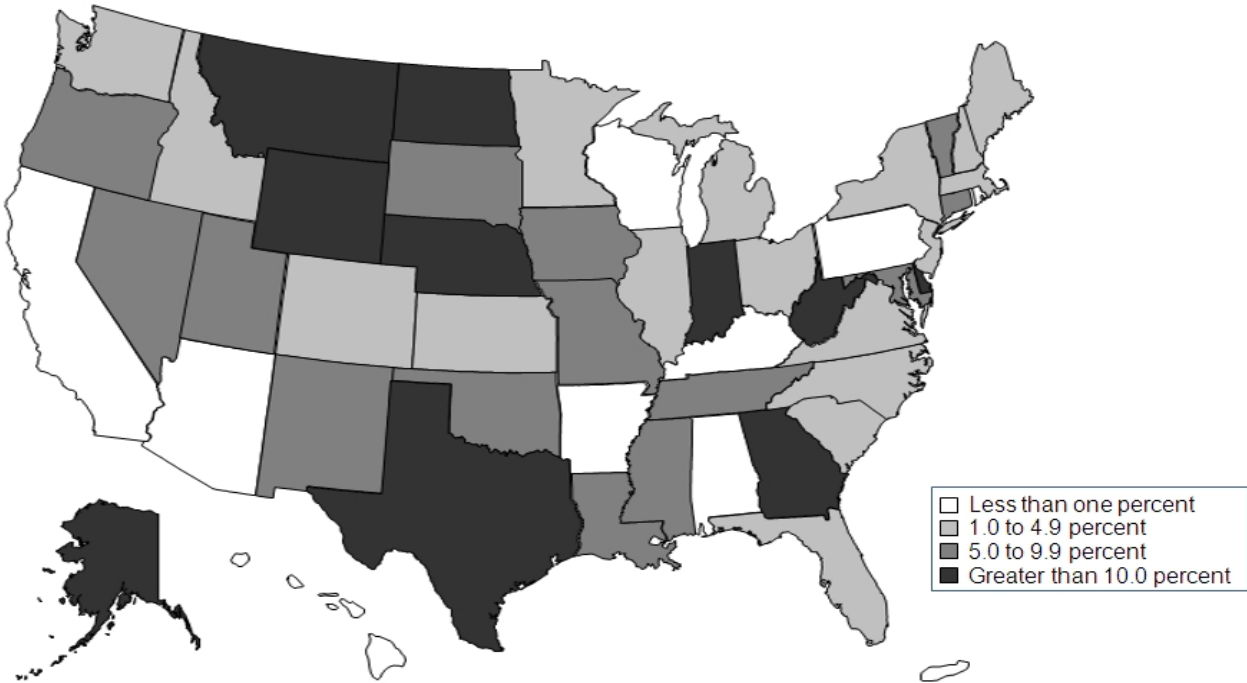 Less than one percent
1.0 to 4.9 percent
5.0 to 9.9 percent
Greater than 10.0 percent